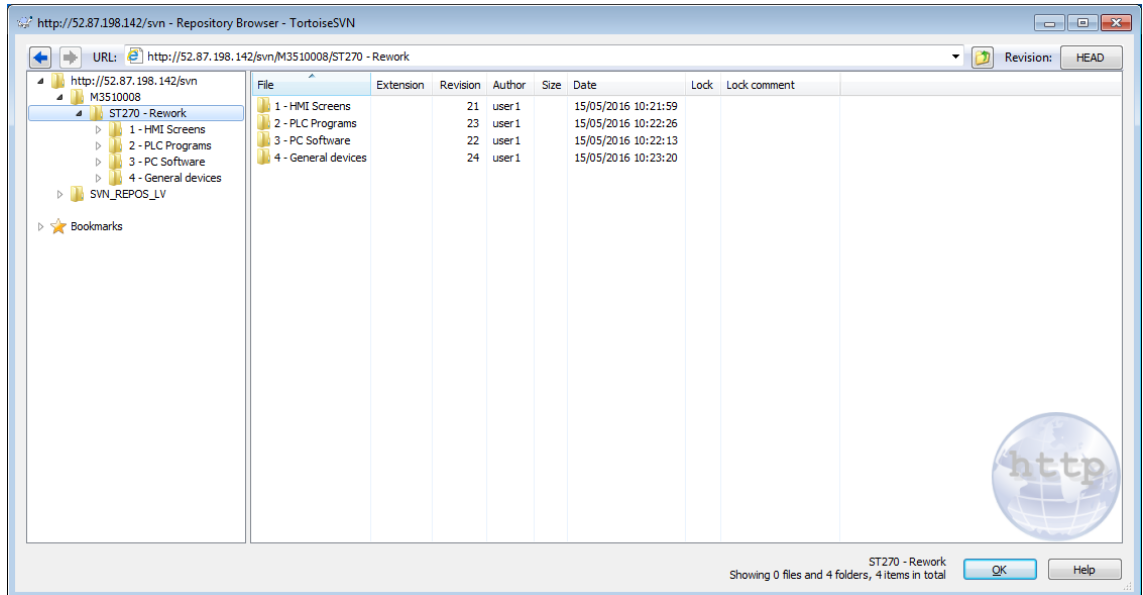 http://52.87.198.142/svn - Repository Browser - TortoiseSVN
URL: http://52.87.198.142/svn/M3510008/ST270 - Rework Revision: HEAD
http://52.87.198.142/svn
M3510008
ST270 - Rework
1 - HMI Screens
2 - PLC Programs
3 - PC Software
4 - General devices
SVN_REPOS_LV
Bookmarks
File Extension Revision Author Size Date Lock Lock comment
1 - HMI Screens 21 user1 15/05/2016 10:21:59
2 - PLC Programs 23 user1 15/05/2016 10:22:26
3 - PC Software 22 user1 15/05/2016 10:22:13
4 - General devices 24 user1 15/05/2016 10:23:20
http
ST270 - Rework
Showing 0 files and 4 folders, 4 items in total
OK Help